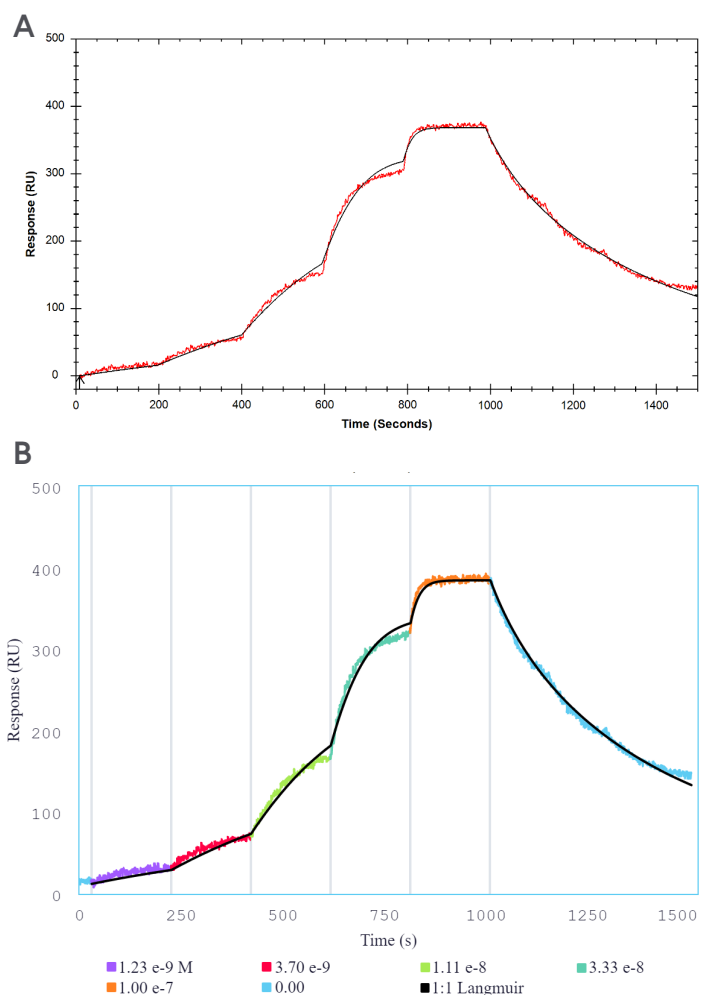 A
500
400
300
200
100
0
Response (RU)
0 200 400 600 800 1000 1200 1400
Time (Seconds)
B
500
400
300
200
100
0
Response (RU)
0 250 500 750 1000 1250 1500
Time (s)
1.23 e-9 M 3.70 e-9 1.11 e-8 3.33 e-8
1.00 e-7 0.00 1:1 Langmuir